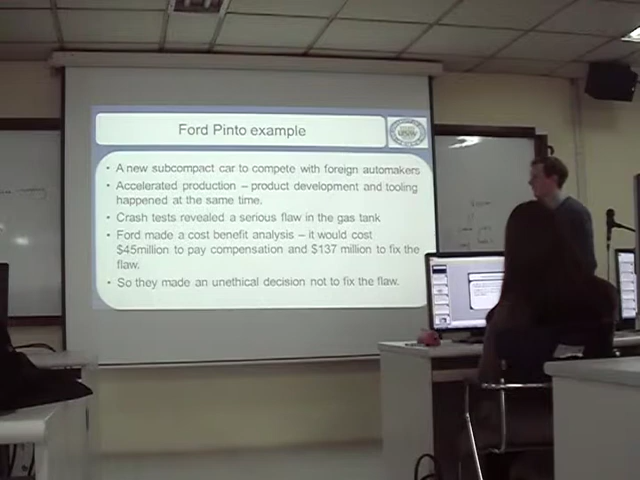 Ford Pinto example
• A new subcompact car to compete with foreign automakers
• Accelerated production – product development and tooling
happened at the same time.
• Crash tests revealed a serious flaw in the gas tank
• Ford made a cost benefit analysis – it would cost
$45million to pay compensation and $137 million to fix the
flaw.
• So they made an unethical decision not to fix the flaw.